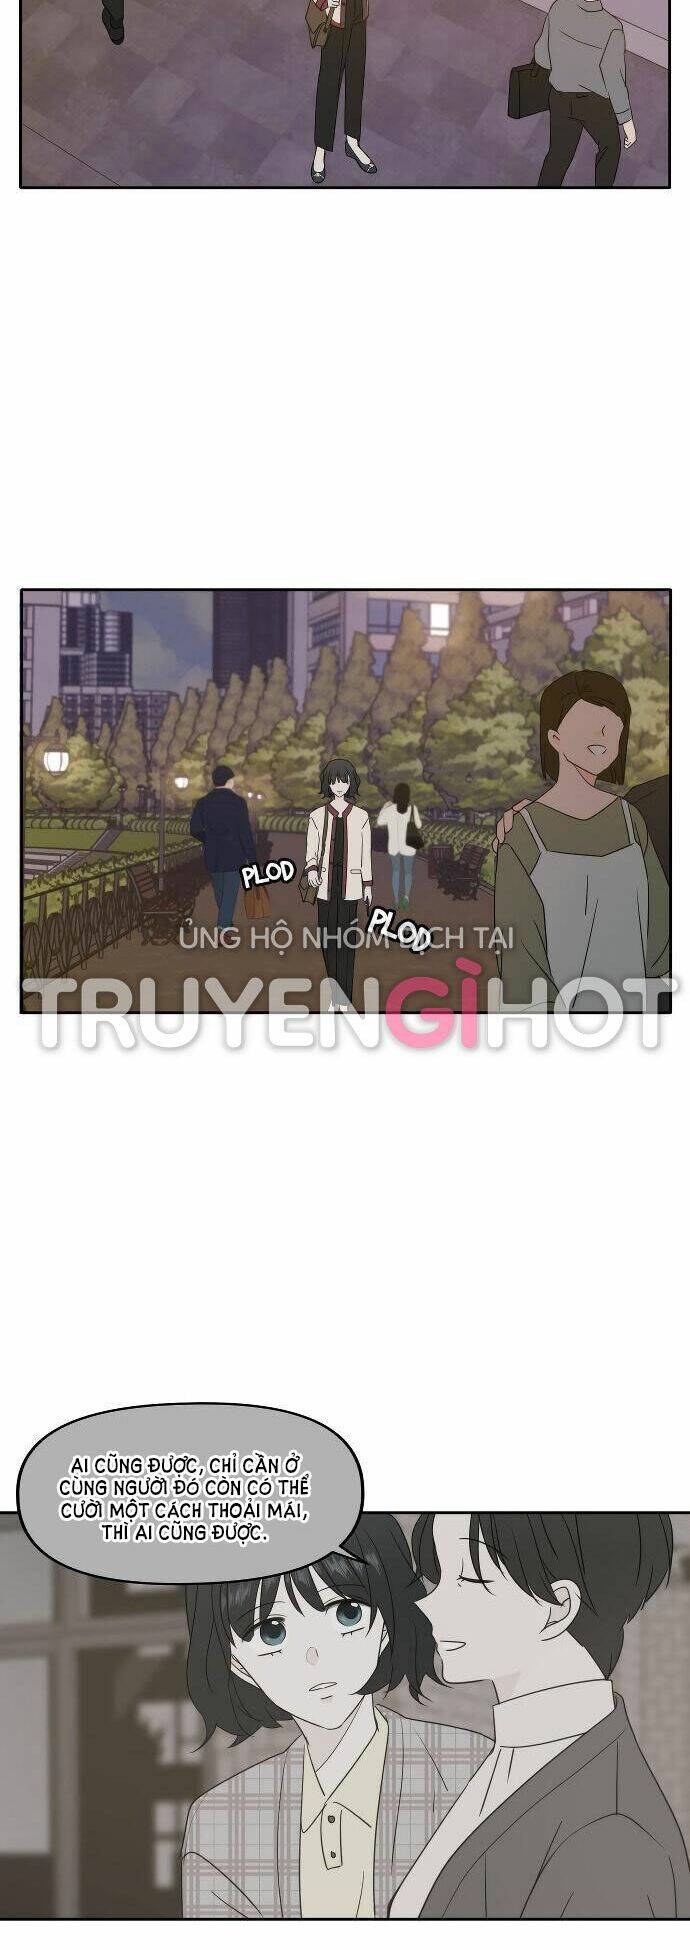 PLOD
PLOD
ỦNG HỘ NHÓM DỊCH TẠI
TRUYENGIHOT
AI CŨNG ĐƯỢC, CHỈ CẦN Ở
CÙNG NGƯỜI ĐÓ CÒN CÓ THỂ
CƯỜI MỘT CÁCH THOẢI MÁI,
THÌ AI CŨNG ĐƯỢC.